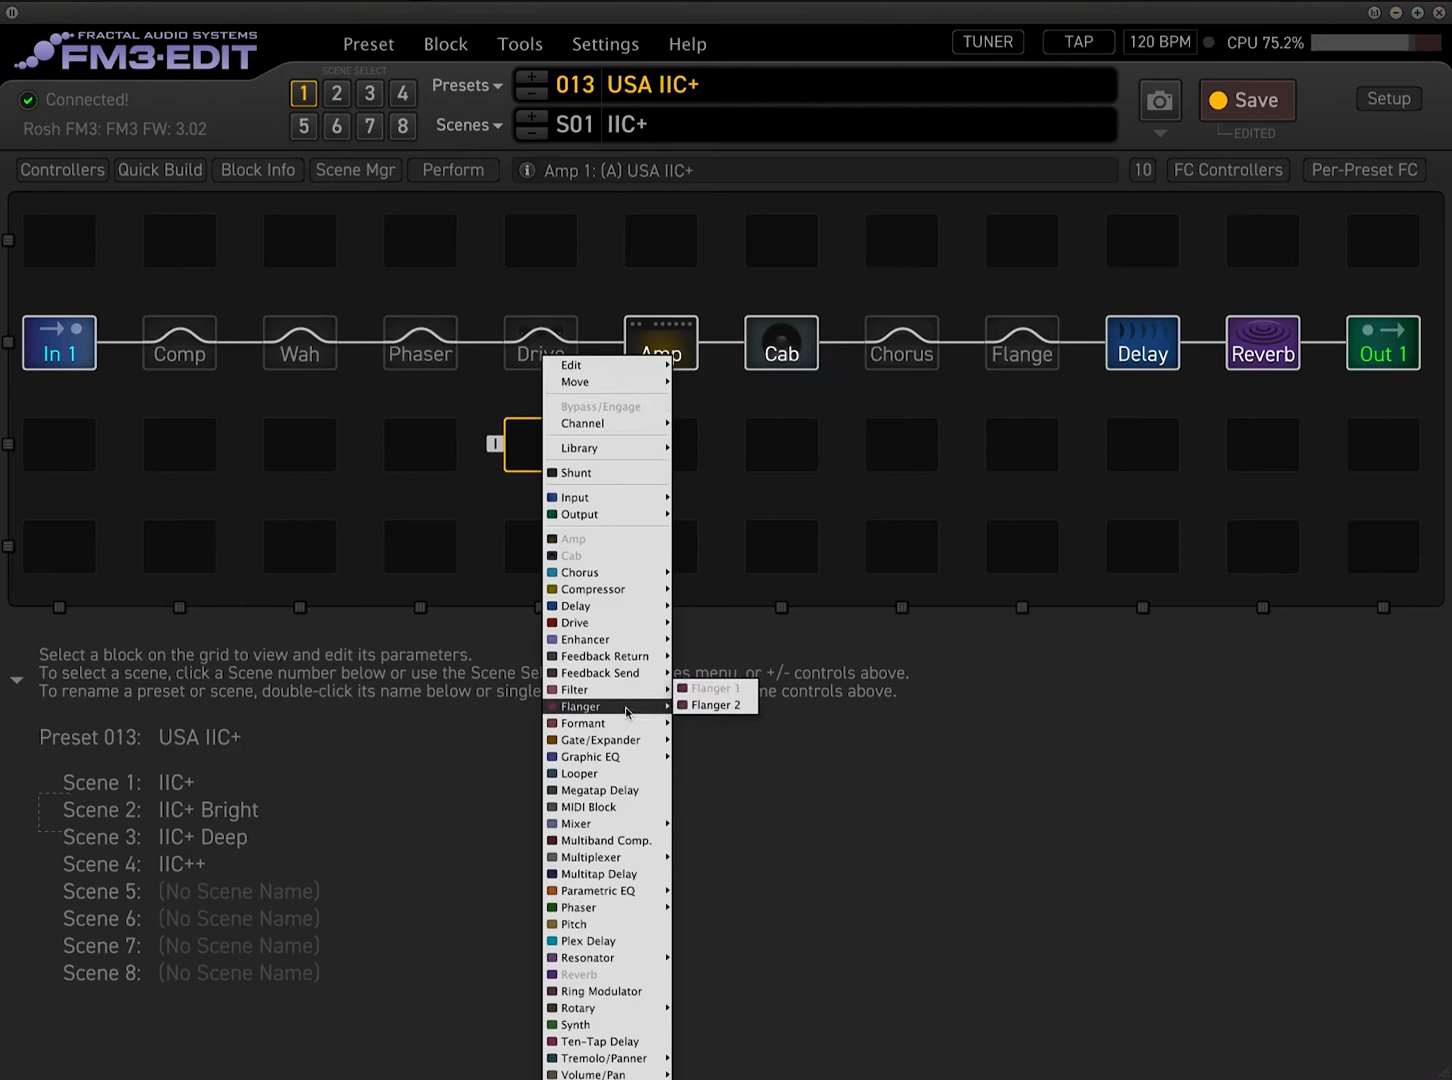 FRACTAL AUDIO SYSTEMS
FM3-EDIT
Preset Block Tools Settings Help
TUNER TAP 120 BPM CPU 75.2%
Connected!
Rosh FM3: FM3 FW: 3.02
SCENE SELECT
1 2 3 4
5 6 7 8
Presets + − 013 USA IIC+
Scenes + − S01 IIC+
Save
EDITED
Setup
Controllers Quick Build Block Info Scene Mgr Perform Amp 1: (A) USA IIC+ 10 FC Controllers Per-Preset FC
In 1 Comp Wah Phaser Drive Amp Cab Chorus Flange Delay Reverb Out 1
Edit
Move
Bypass/Engage
Channel
Library
Shunt
Input
Output
Amp
Cab
Chorus
Compressor
Delay
Drive
Enhancer
Feedback Return
Feedback Send
Filter
Flanger
Formant
Gate/Expander
Graphic EQ
Looper
Megatap Delay
MIDI Block
Mixer
Multiband Comp.
Multiplexer
Multitap Delay
Parametric EQ
Phaser
Pitch
Plex Delay
Resonator
Reverb
Ring Modulator
Rotary
Synth
Ten-Tap Delay
Tremolo/Panner
Volume/Pan
Flanger 1
Flanger 2
Select a block on the grid to view and edit its parameters.
To select a scene, click a Scene number below or use the Scene Se es menu, or +/- controls above.
To rename a preset or scene, double-click its name below or singl ne controls above.
Preset 013: USA IIC+
Scene 1: IIC+
Scene 2: IIC+ Bright
Scene 3: IIC+ Deep
Scene 4: IIC++
Scene 5: (No Scene Name)
Scene 6: (No Scene Name)
Scene 7: (No Scene Name)
Scene 8: (No Scene Name)